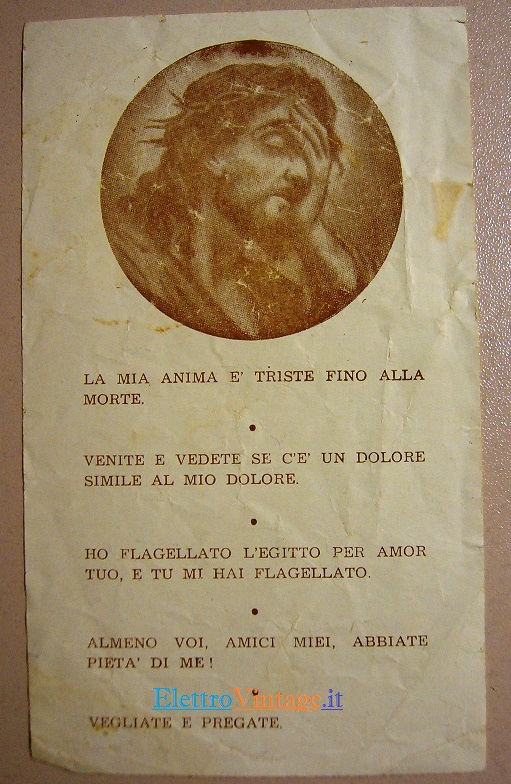 LA MIA ANIMA E' TRISTE FINO ALLA
MORTE.
VENITE E VEDETE SE C'E' UN DOLORE
SIMILE AL MIO DOLORE.
HO FLAGELLATO L'EGITTO PER AMOR
TUO, E TU MI HAI FLAGELLATO.
ALMENO VOI, AMICI MIEI, ABBIATE
PIETA' DI ME!
ElettroVintage.it
VEGLIATE E PREGATE.